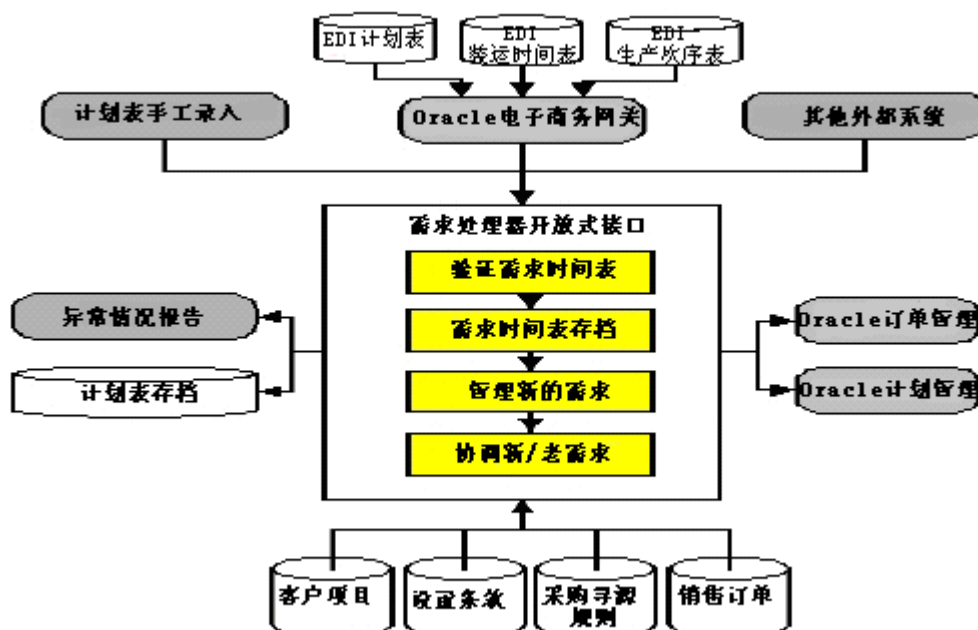 EDI计划表
EDI
装运时间表
EDI
生产次序表
计划表手工录入
Oracle电子商务网关
其他外部系统
需求处理器开放式接口
验证需求时间表
需求时间表存档
管理新的需求
协调新/老需求
异常情况报告
计划表存档
Oracle订单管理
Oracle计划管理
客户项目
设置条款
采购寻源
规则
销售订单